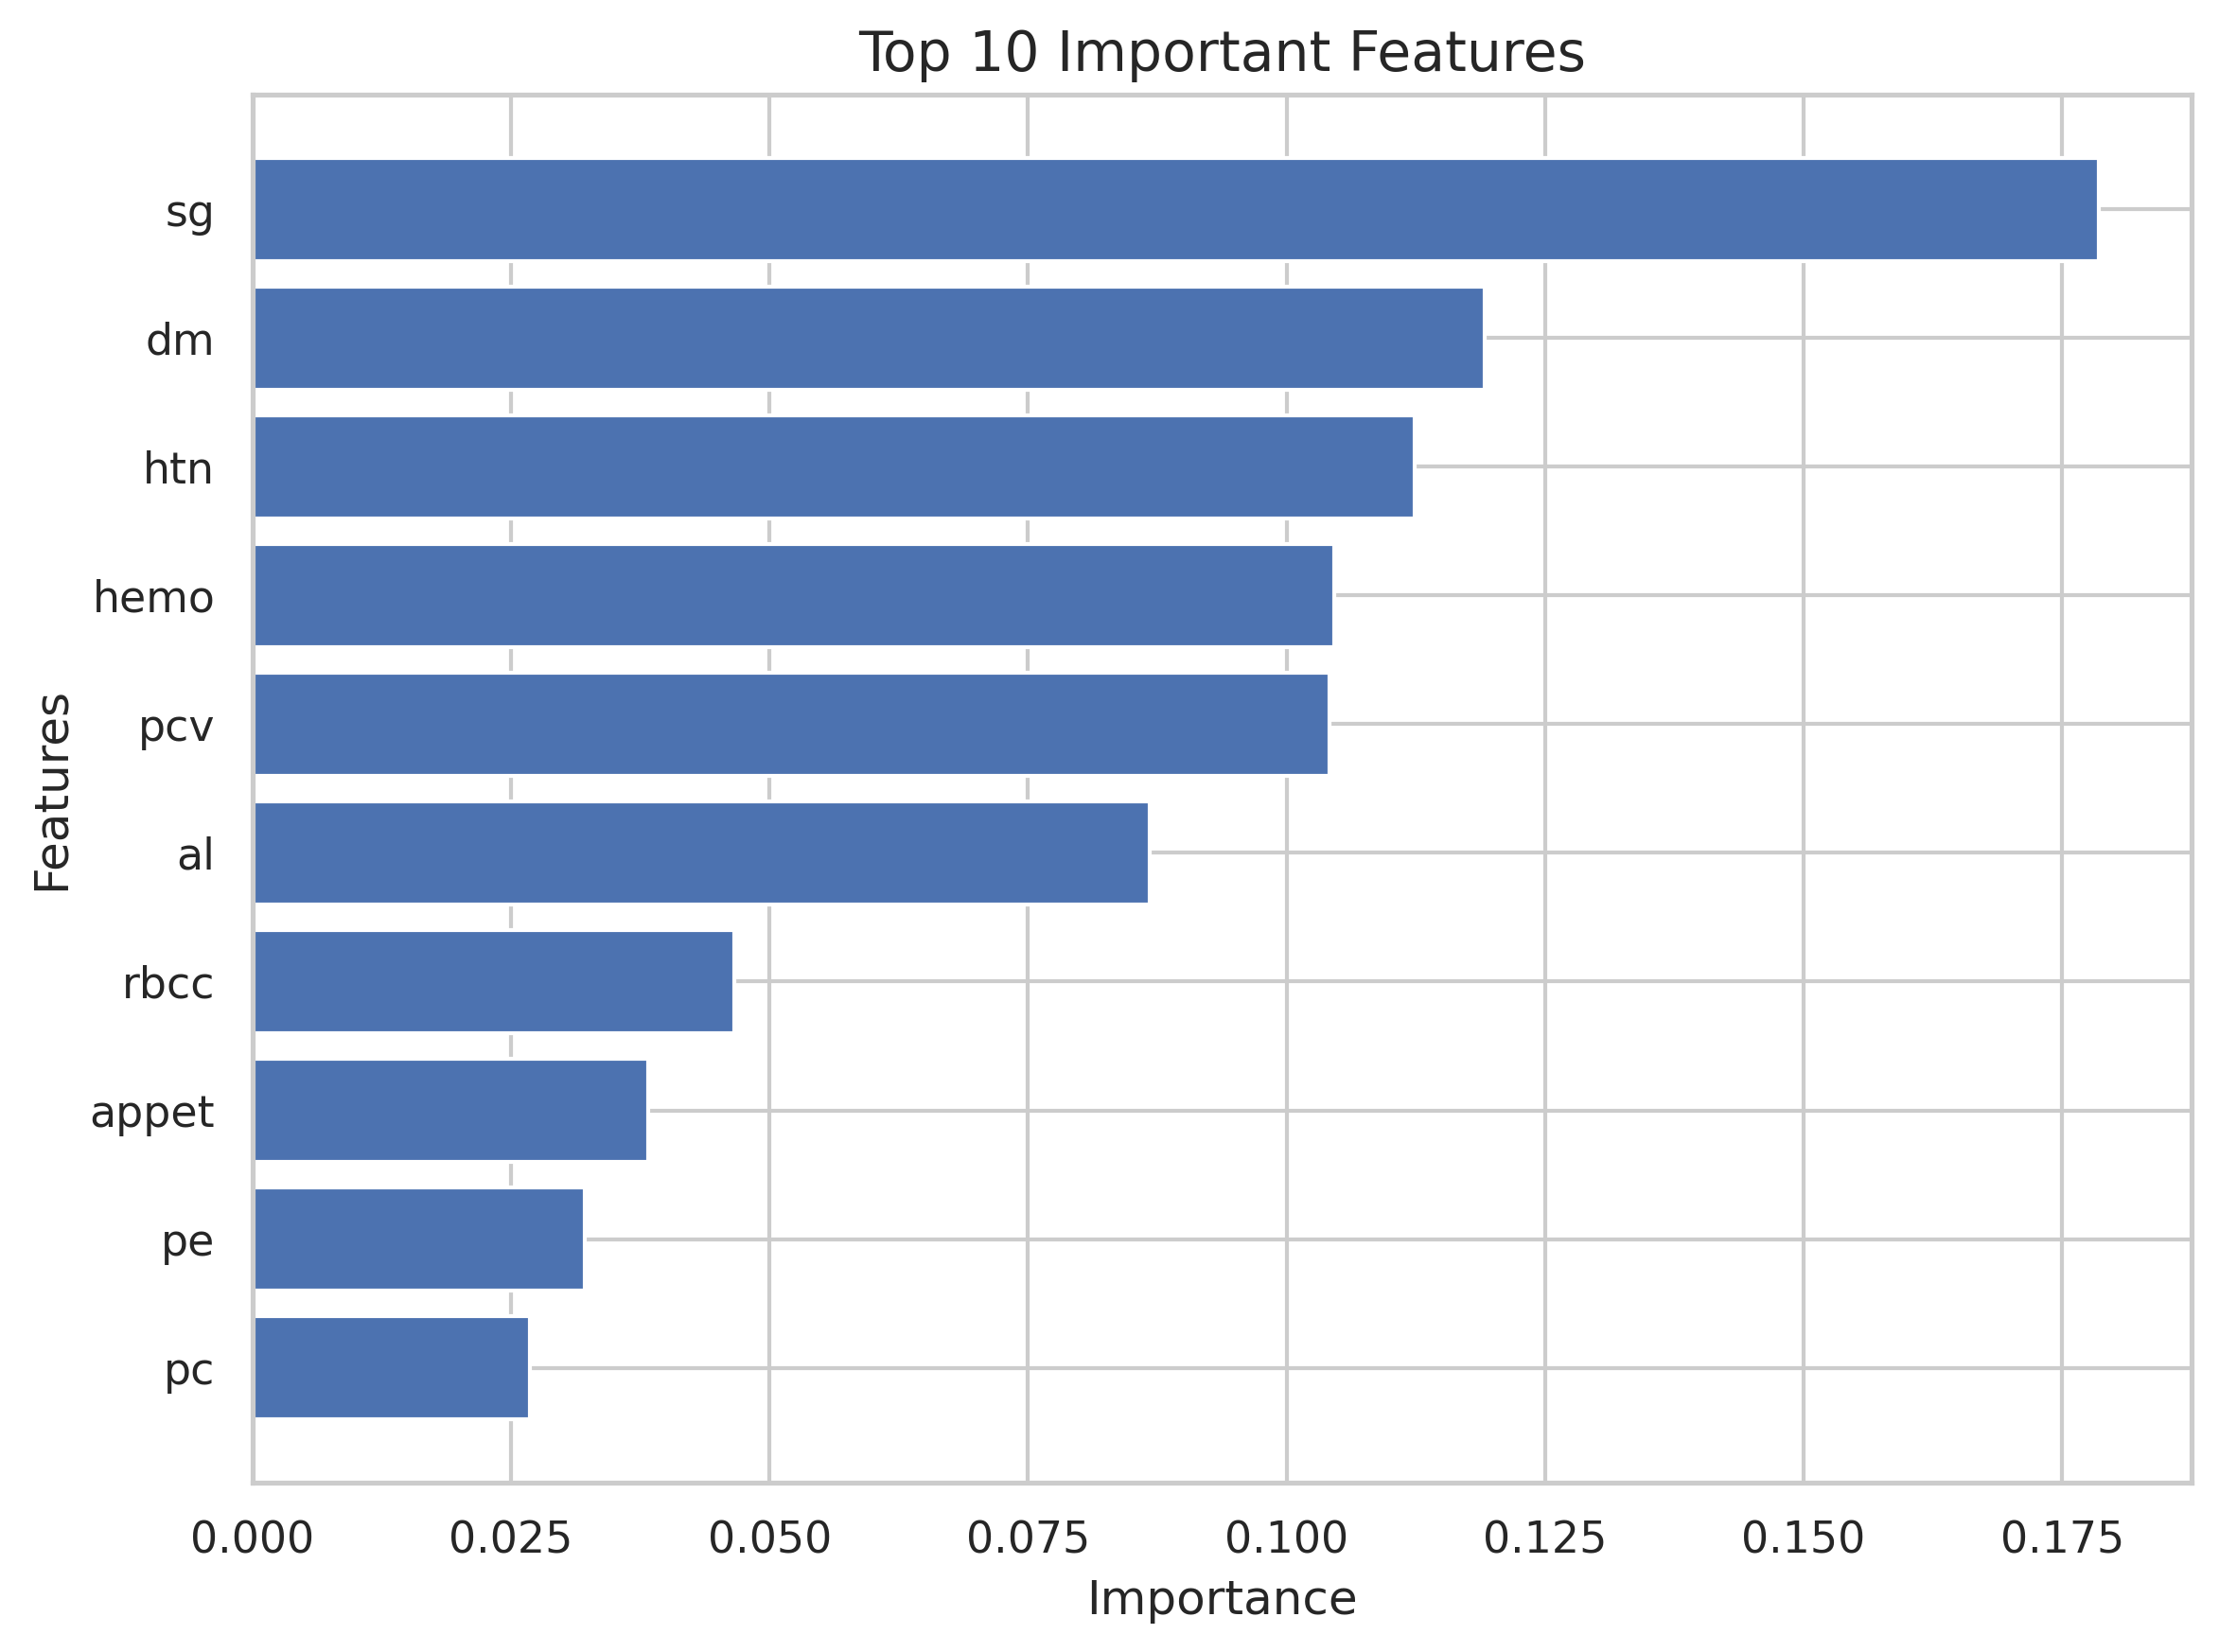 Top 10 Important Features
sg
dm
htn
hemo
pcv
al
rbcc
appet
pe
pc
Features
0.000 0.025 0.050 0.075 0.100 0.125 0.150 0.175
Importance